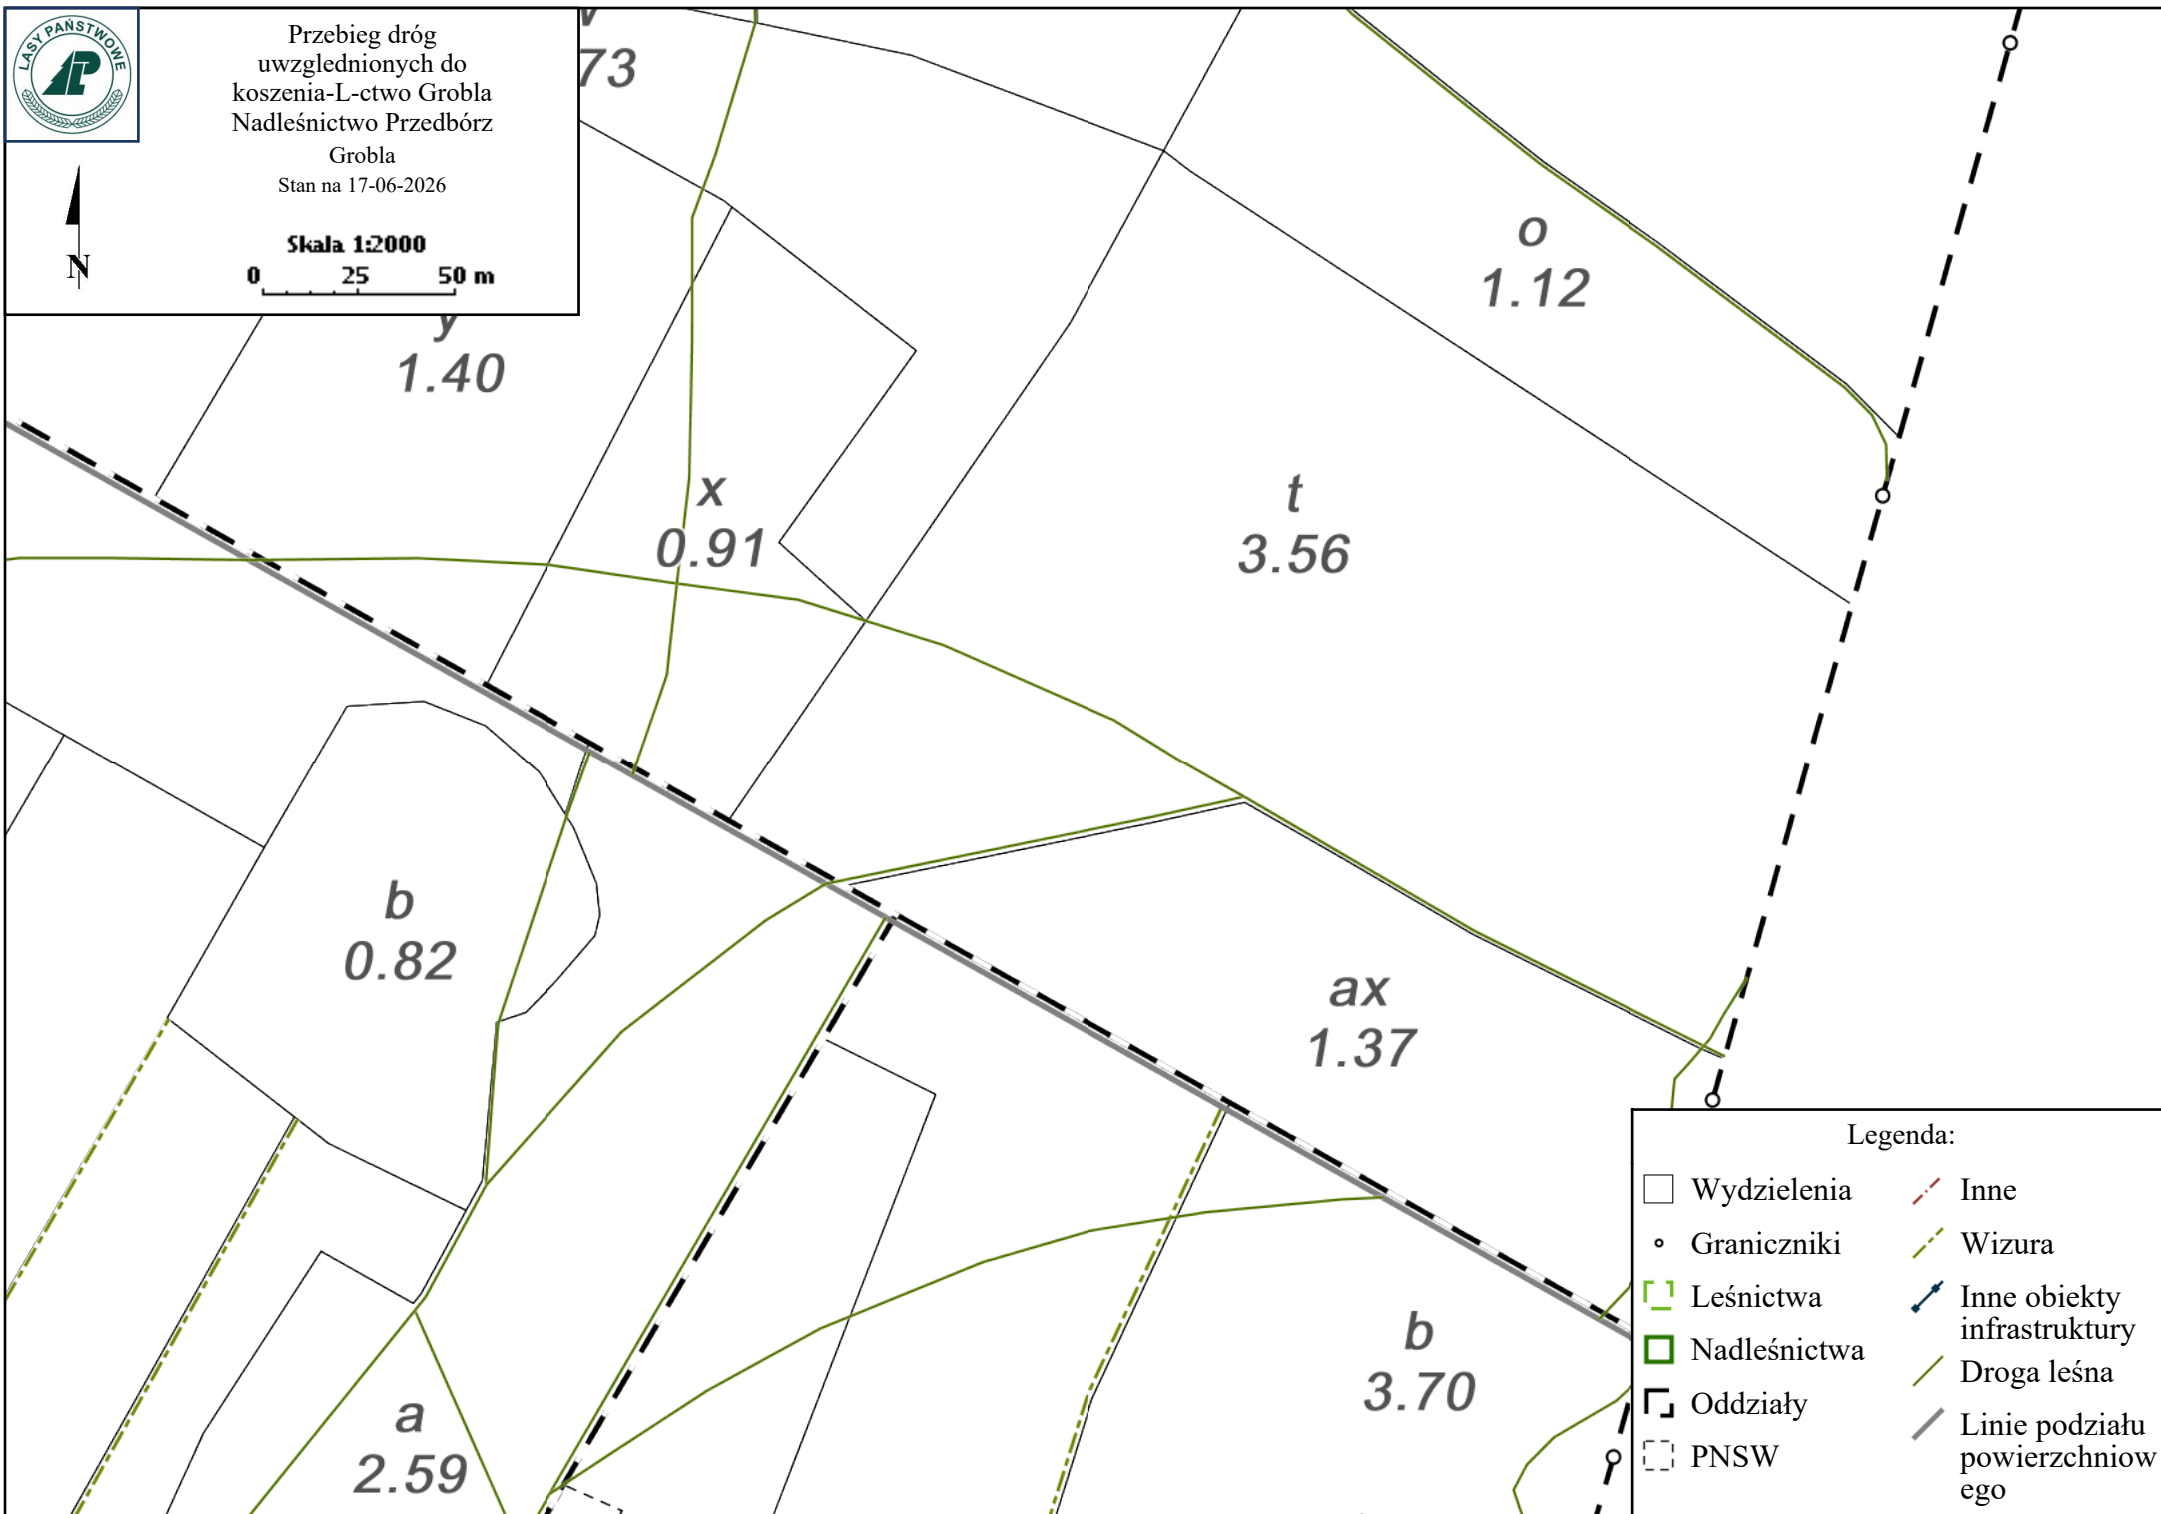 LASY PAŃSTWOWE
Przebieg dróg
uwzglednionych do
koszenia-L-ctwo Grobla
Nadleśnictwo Przedbórz
Grobla
Stan na 17-06-2026
N
Skala 1:2000
0 25 50 m
73
y
1.40
o
1.12
x
0.91
t
3.56
b
0.82
ax
1.37
b
3.70
a
2.59
Legenda:
Wydzielenia
Graniczniki
Leśnictwa
Nadleśnictwa
Oddziały
PNSW
Inne
Wizura
Inne obiekty
infrastruktury
Droga leśna
Linie podziału
powierzchniow
ego